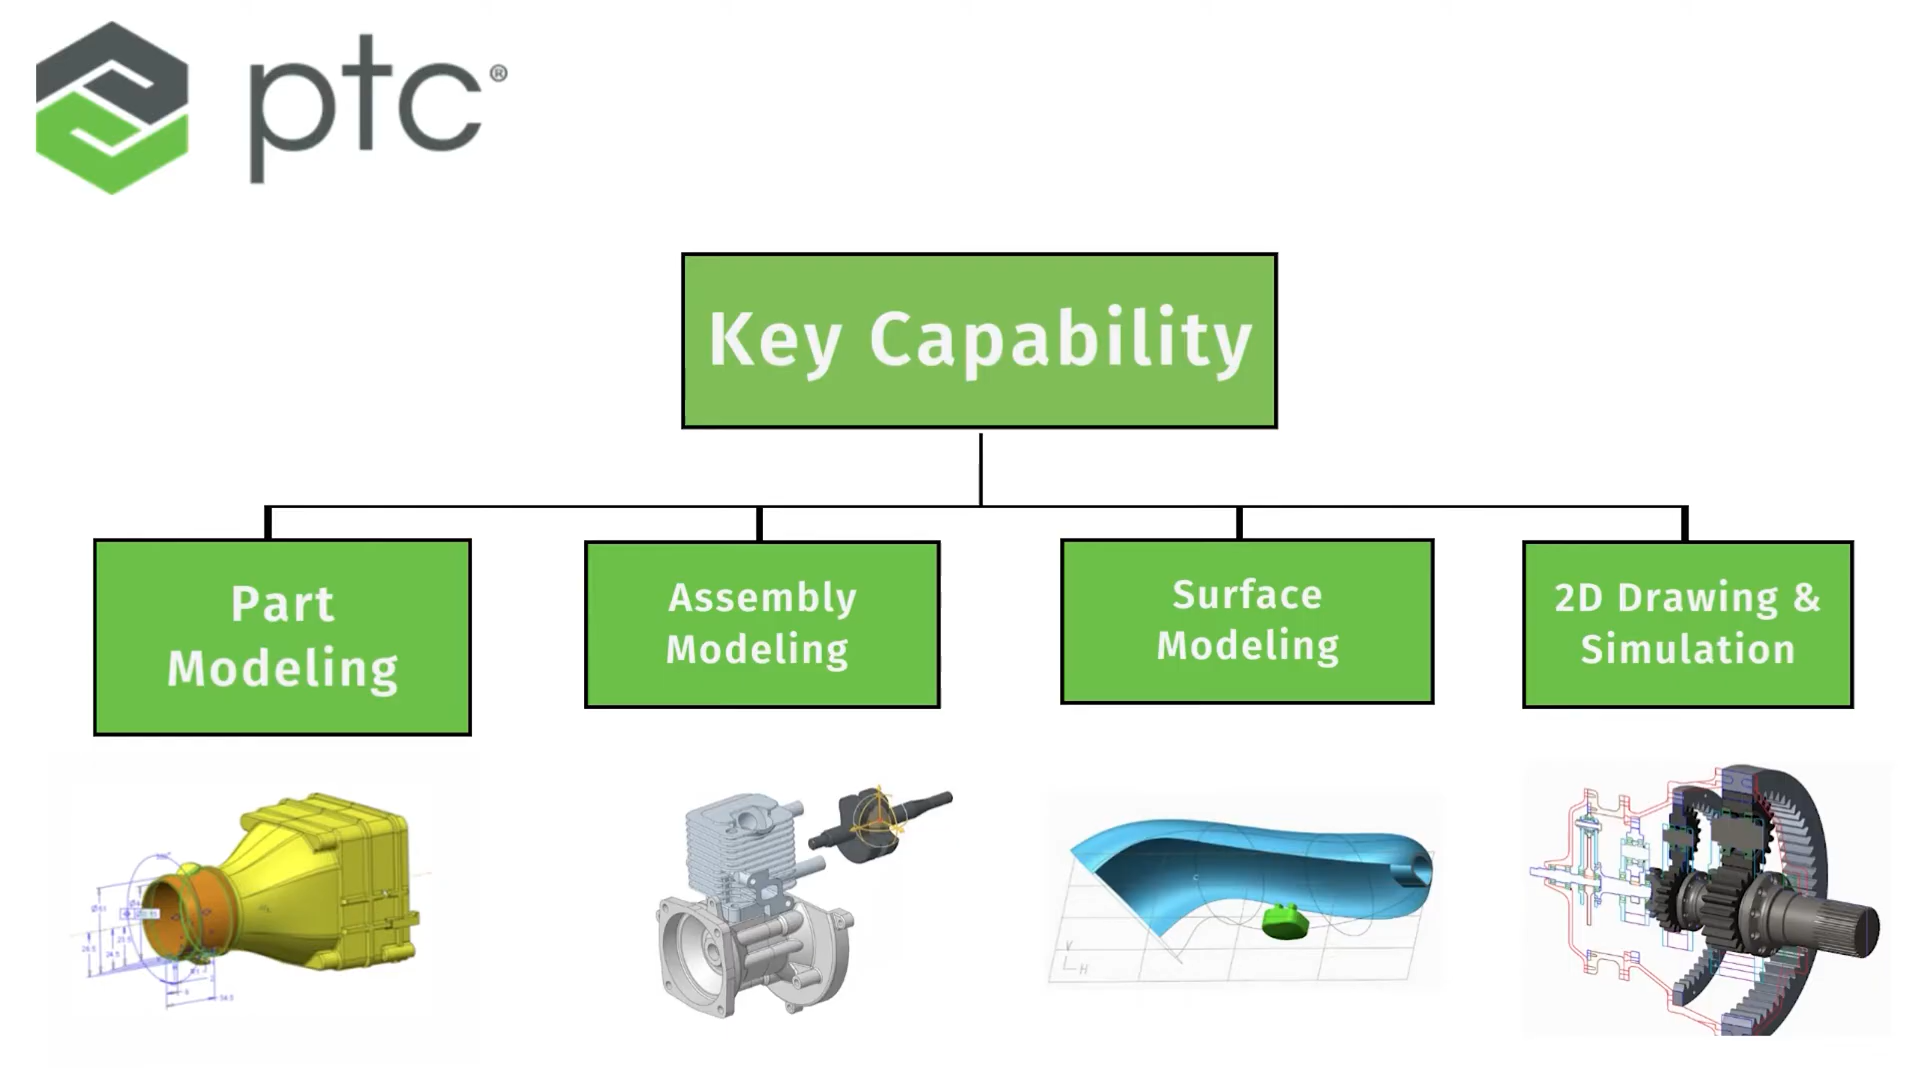 ptc®
Key Capability
Part
Modeling
Assembly
Modeling
Surface
Modeling
2D Drawing &
Simulation
C
V
H